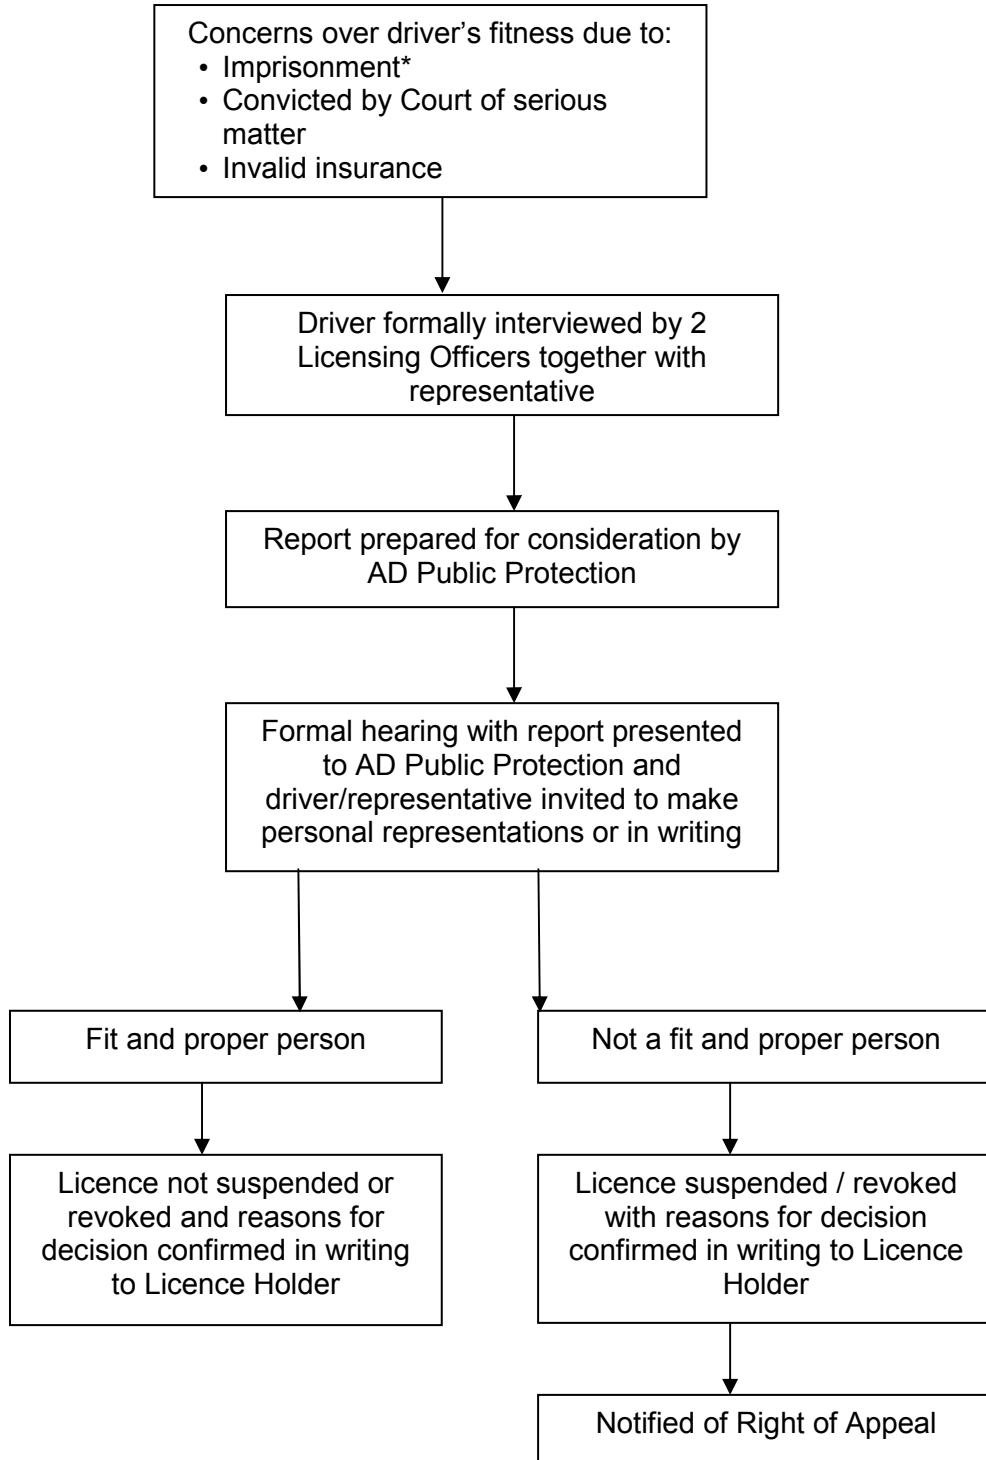 Concerns over driver’s fitness due to:
• Imprisonment*
• Convicted by Court of serious
matter
• Invalid insurance
Driver formally interviewed by 2
Licensing Officers together with
representative
Report prepared for consideration by
AD Public Protection
Formal hearing with report presented
to AD Public Protection and
driver/representative invited to make
personal representations or in writing
Fit and proper person
Not a fit and proper person
Licence not suspended or
revoked and reasons for
decision confirmed in writing
to Licence Holder
Licence suspended / revoked
with reasons for decision
confirmed in writing to Licence
Holder
Notified of Right of Appeal